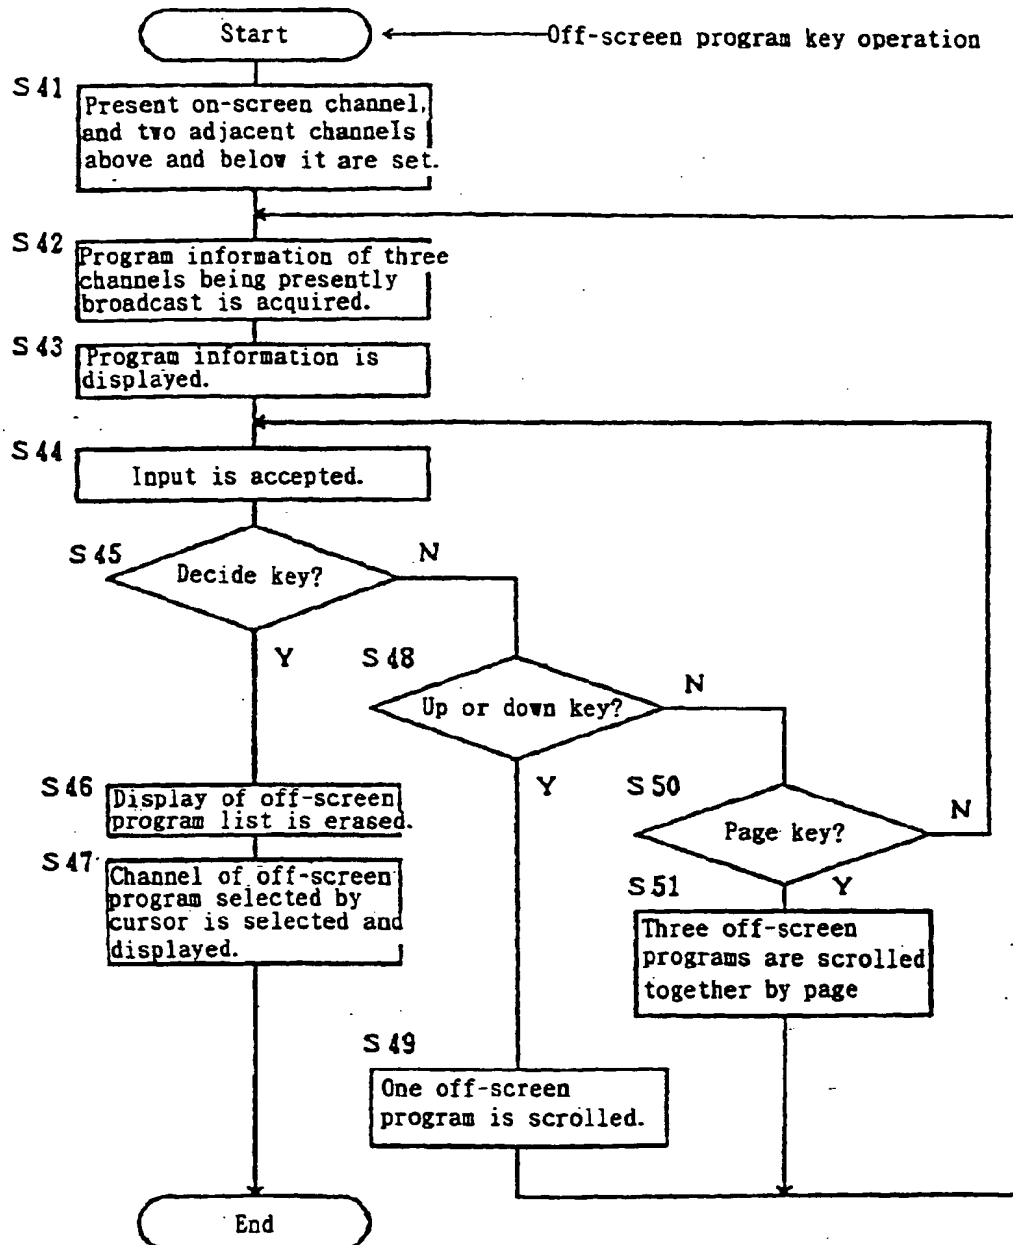 Start
Off-screen program key operation
S41
Present on-screen channel,
and two adjacent channels
above and below it are set.
S42
Program information of three
channels being presently
broadcast is acquired.
S43
Program information is
displayed.
S44
Input is accepted.
S45
Decide key?
N
Y
S48
Up or down key?
N
Y
S50
Page key?
N
Y
S46
Display of off-screen
program list is erased.
S47
Channel of off-screen
program selected by
cursor is selected and
displayed.
S51
Three off-screen
programs are scrolled
together by page
S49
One off-screen
program is scrolled.
End